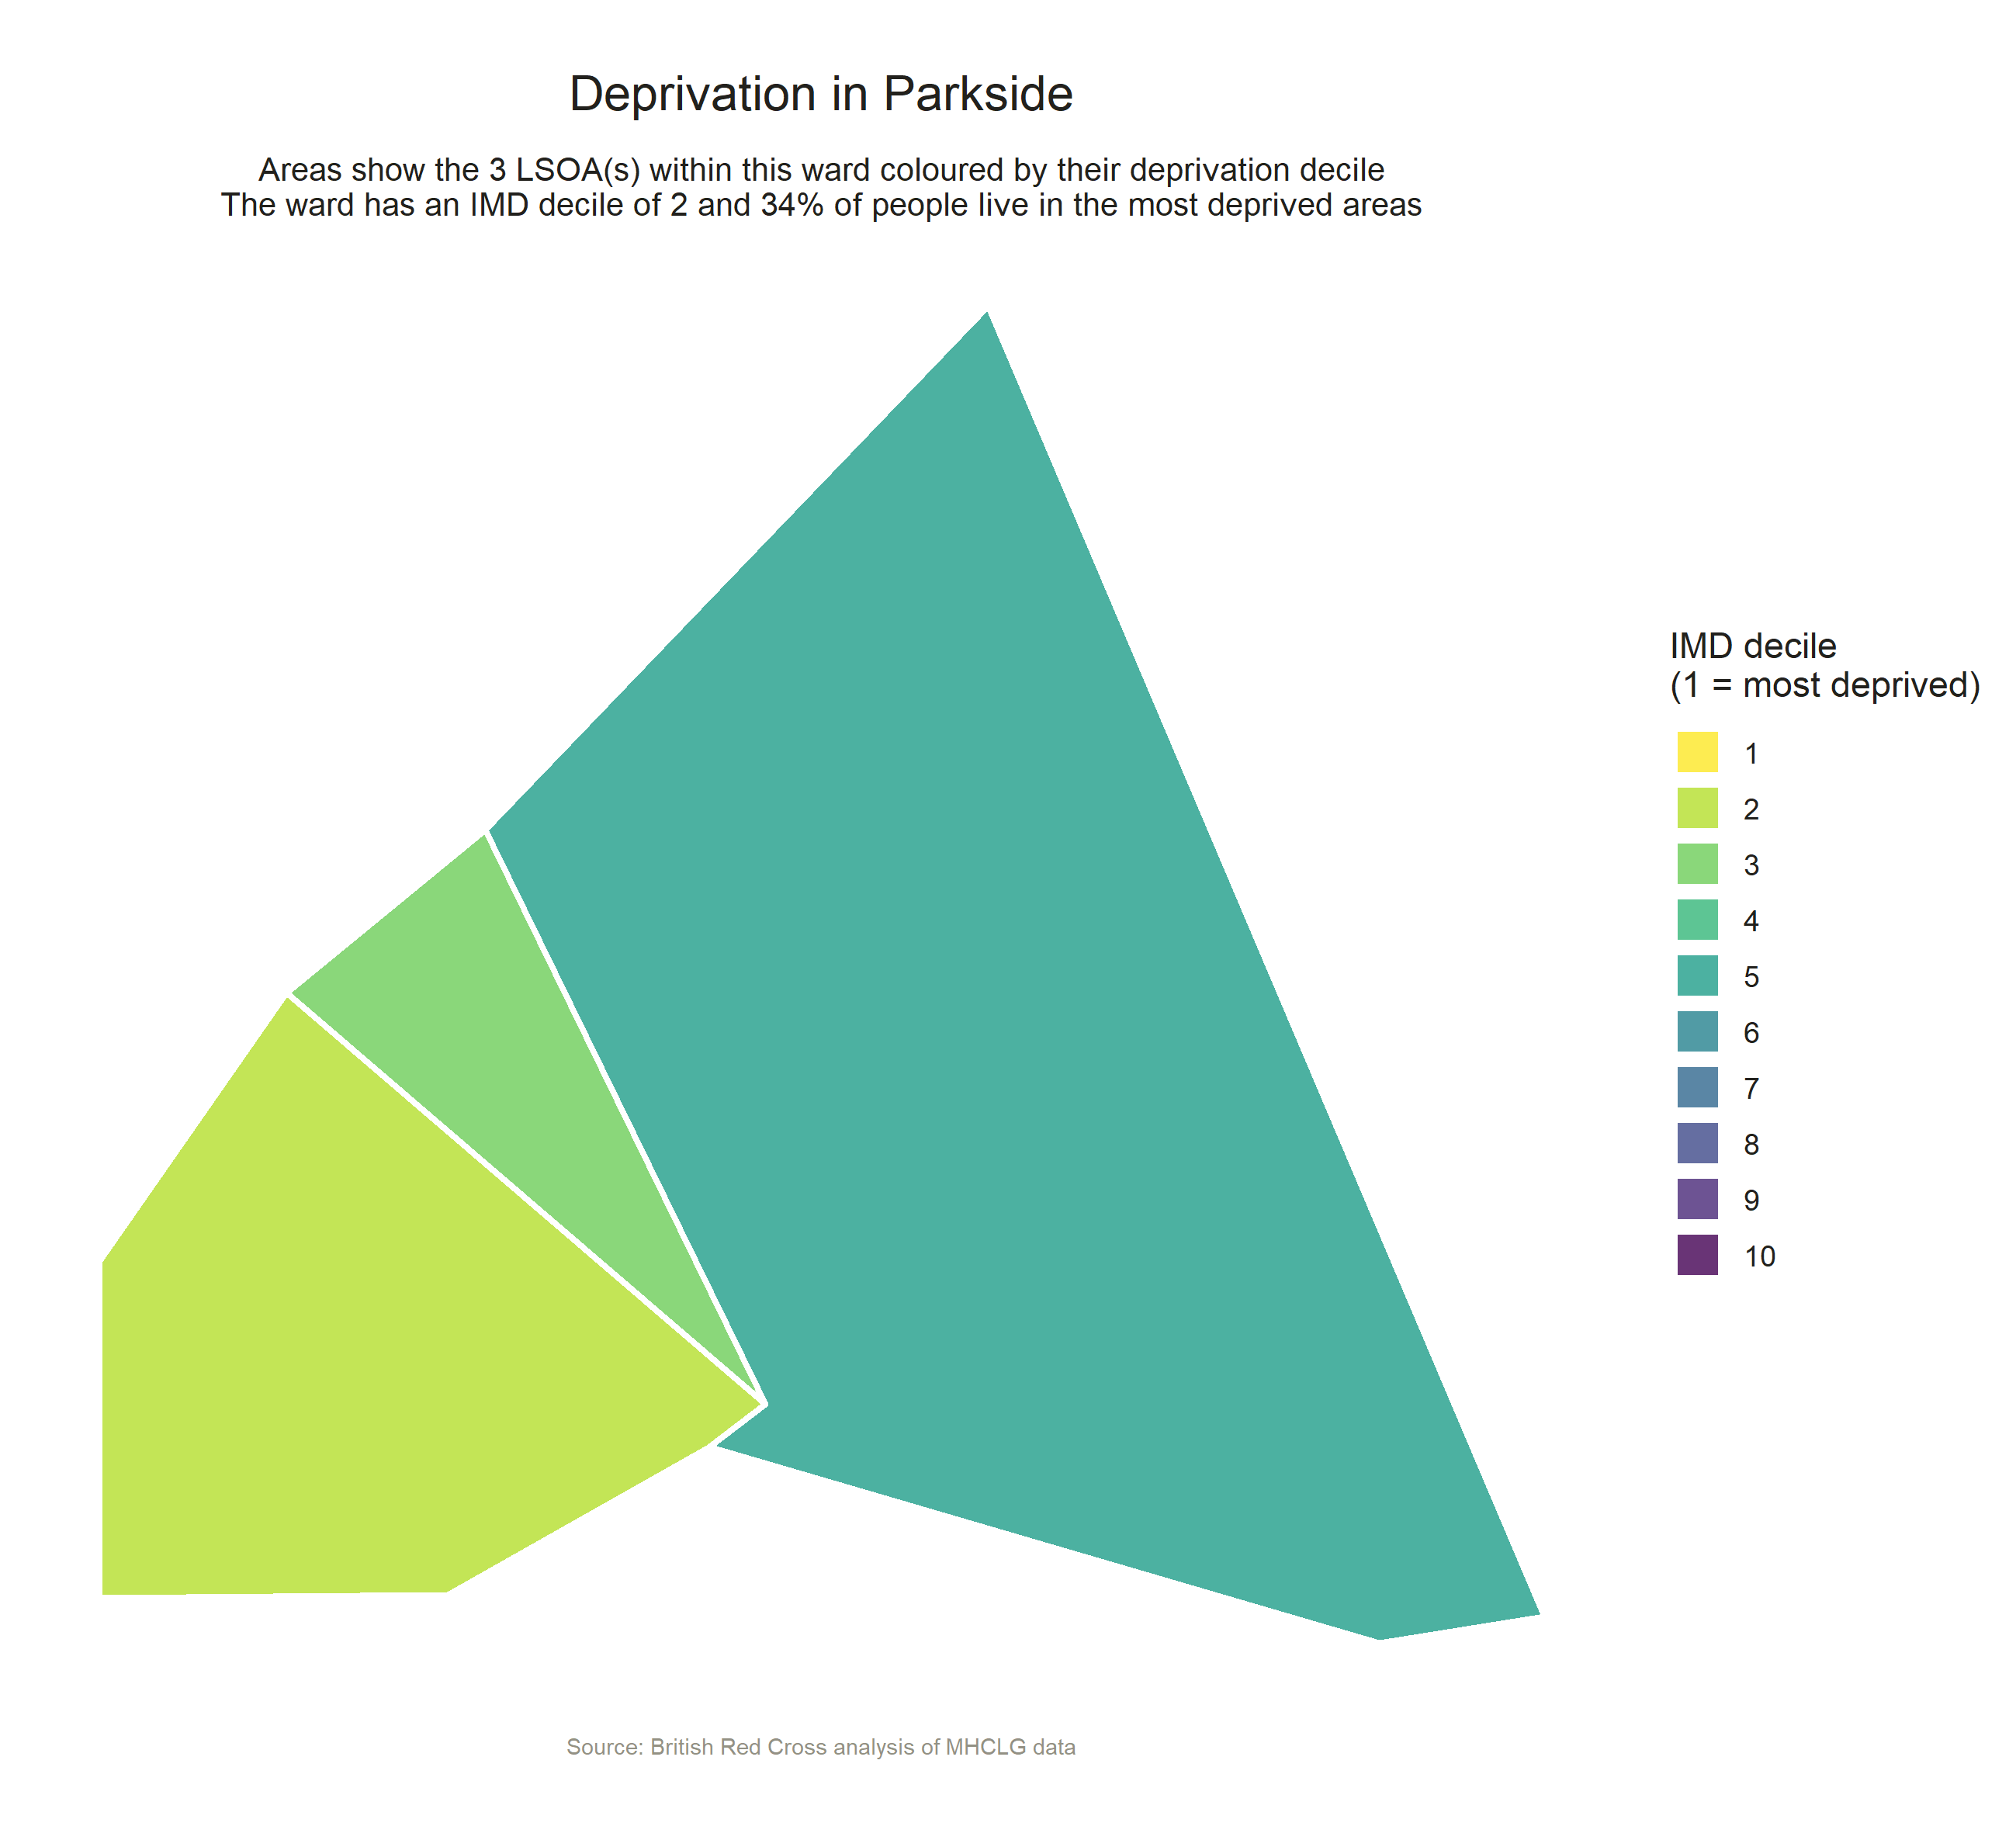 Deprivation in Parkside
Areas show the 3 LSOA(s) within this ward coloured by their deprivation decile
The ward has an IMD decile of 2 and 34% of people live in the most deprived areas
IMD decile
(1 = most deprived)
1
2
3
4
5
6
7
8
9
10
Source: British Red Cross analysis of MHCLG data